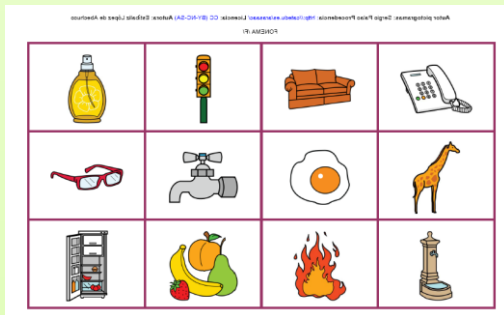 Autor pictogramas: Sergio Palao Procedencia: http://catedu.es/arasaac/ Licencia: CC (BY-NC-SA) Autora: Estíbaliz López de Abechuco
FONEMA /F/